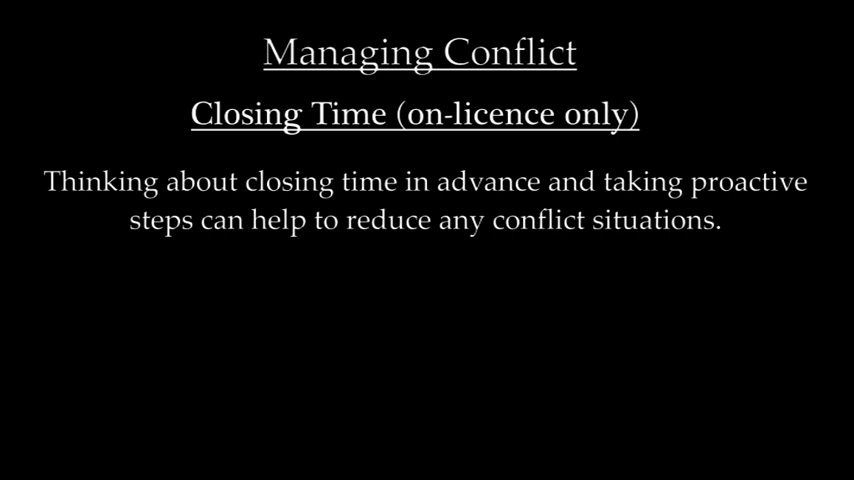 Managing Conflict
Closing Time (on-licence only)
Thinking about closing time in advance and taking proactive
steps can help to reduce any conflict situations.